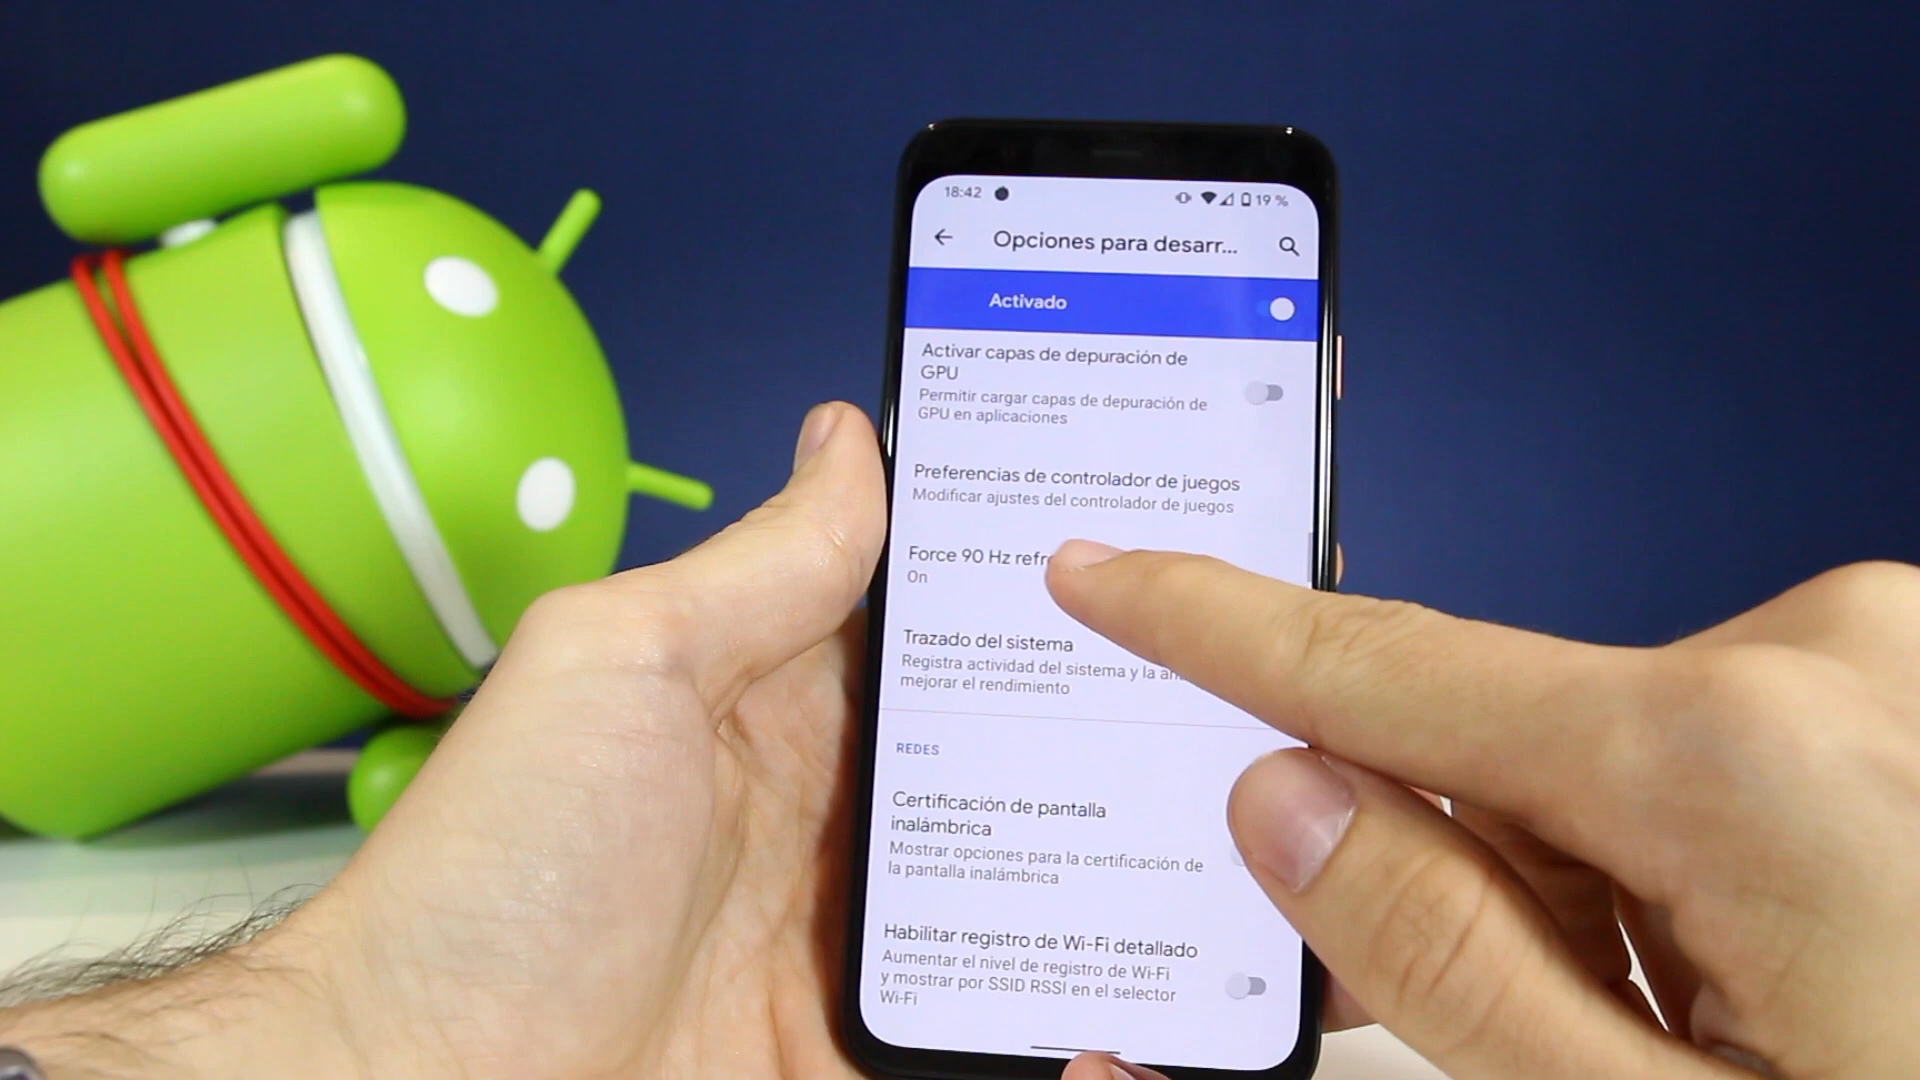 18:42 19 %
Opciones para desarr...
Activado
Activar capas de depuración de
GPU
Permitir cargar capas de depuración de
GPU en aplicaciones
Preferencias de controlador de juegos
Modificar ajustes del controlador de juegos
Force 90 Hz
On
Trazado del sistema
Registra actividad del sistema y la
mejorar el rendimiento
REDES
Certificación de pantalla
inalámbrica
Mostrar opciones para la certificación de
la pantalla inalámbrica
Habilitar registro de Wi-Fi detallado
Aumentar el nivel de registro de Wi-Fi
y mostrar por SSID RSSI en el selector
Wi-Fi